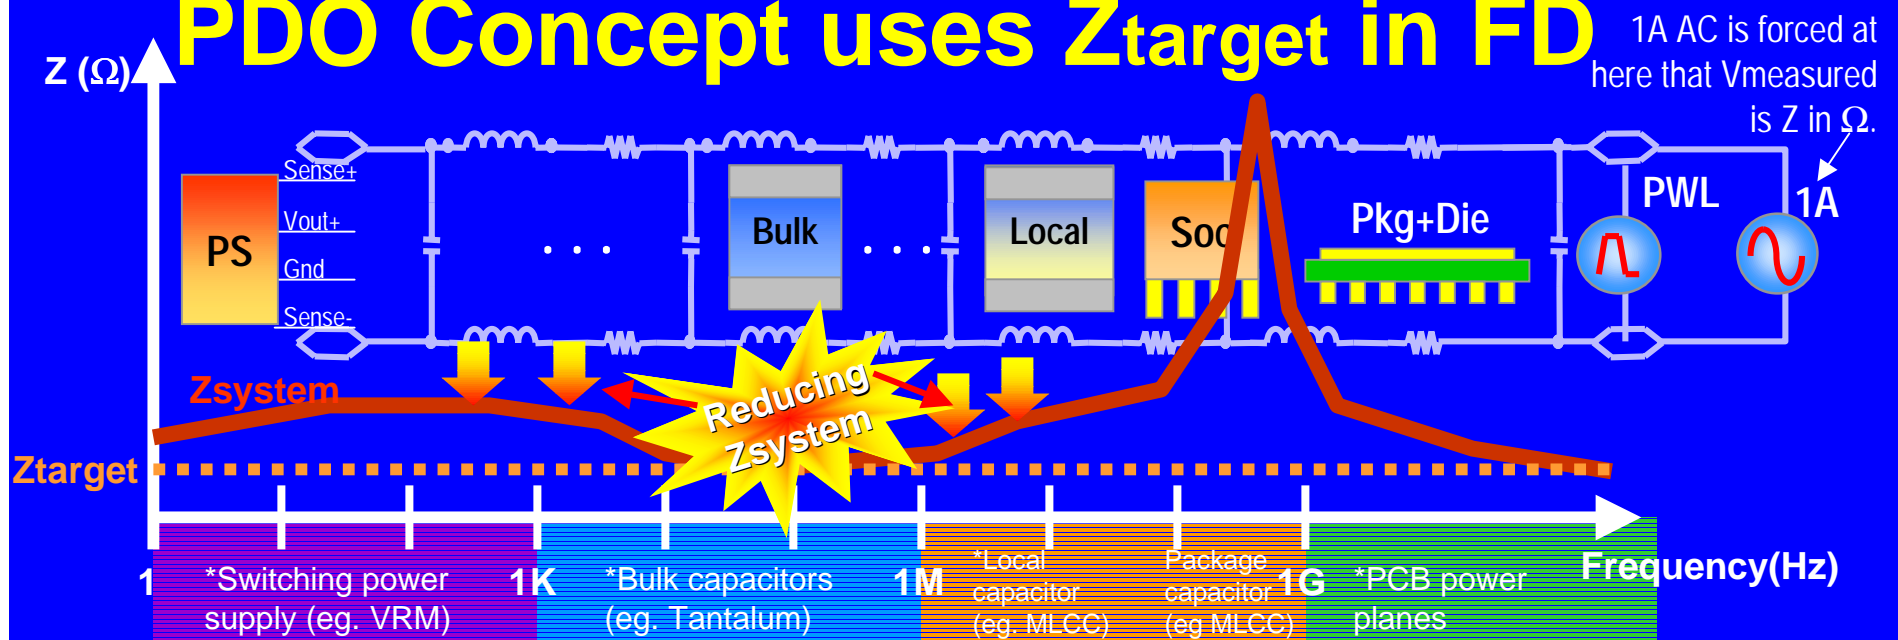 PDO Concept uses Ztarget in FD
1A AC is forced at
here that Vmeasured
is Z in Ω.
Z (Ω)
Sense+
Vout+
Gnd
Sense-
PS
. . .
Bulk
. . .
Local
Soc
Pkg+Die
PWL
1A
Zsystem
Reducing
Zsystem
Ztarget
1
1K
1M
1G
Frequency(Hz)
*Switching power
supply (eg. VRM)
*Bulk capacitors
(eg. Tantalum)
*Local
capacitor
(eg. MLCC)
Package
capacitor
(eg MLCC)
*PCB power
planes